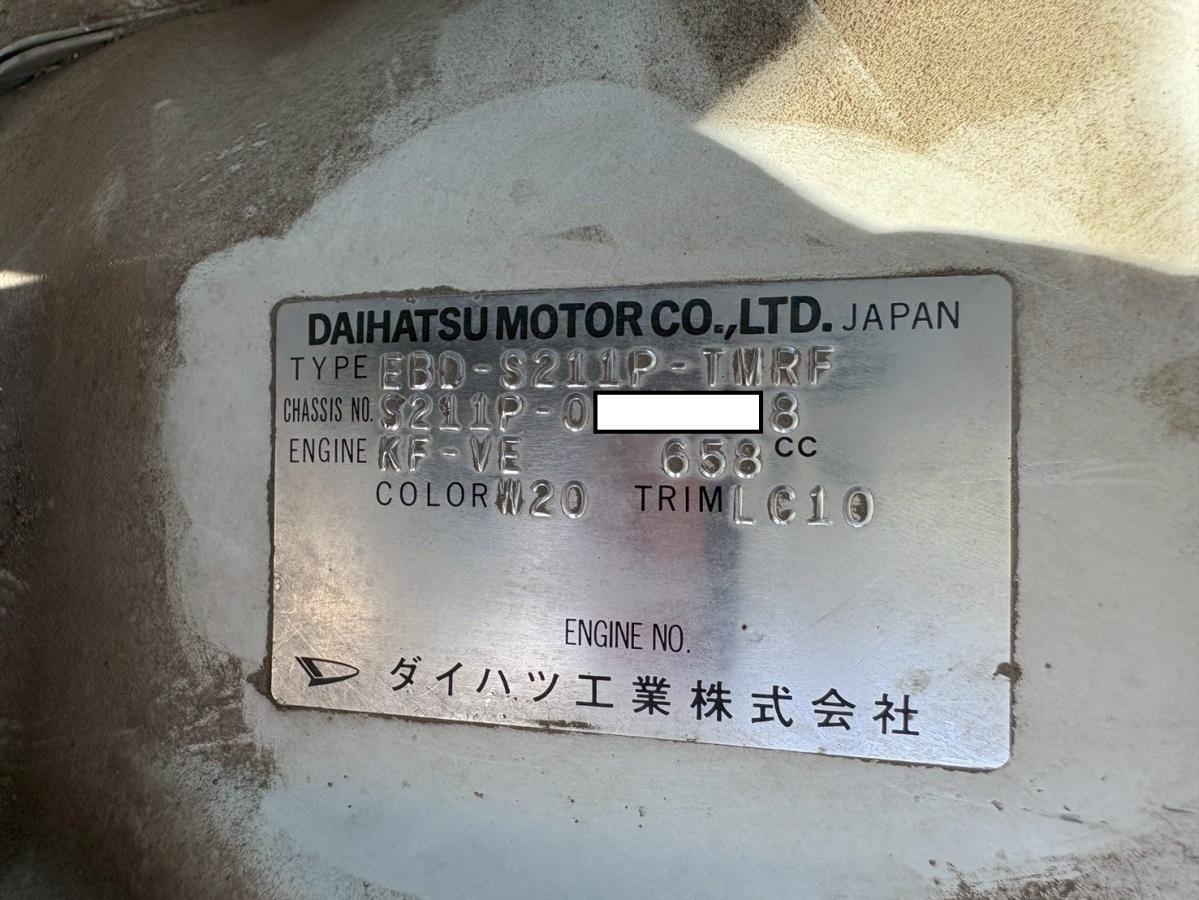 DAIHATSU MOTOR CO.,LTD. JAPAN
TYPE EBD-S211P-TMRF
CHASSIS NO. S211P-0 8
ENGINE KF-VE 658 CC
COLOR W20 TRIM LC10
ENGINE NO.
ダイハツ工業株式会社